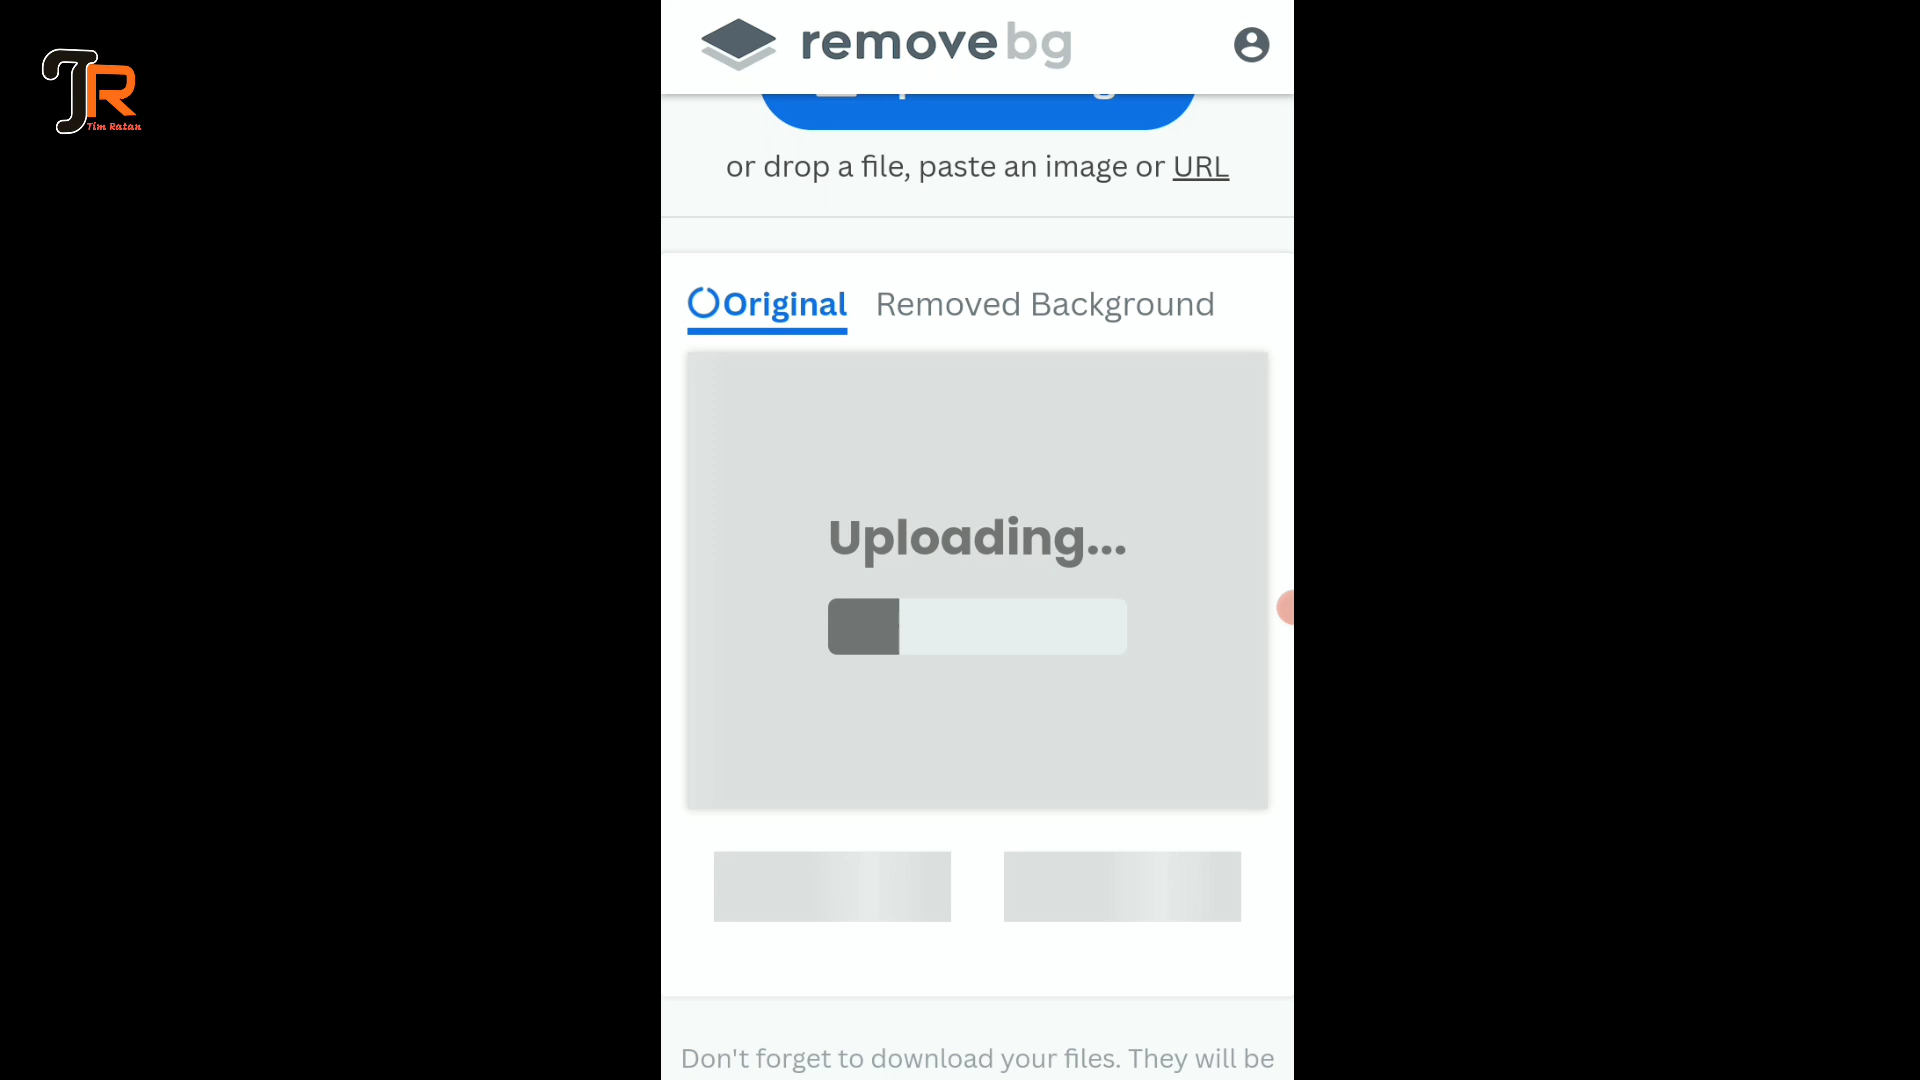 JR
Tim Ratan
remove bg
or drop a file, paste an image or URL
Original Removed Background
Uploading...
Don't forget to download your files. They will be